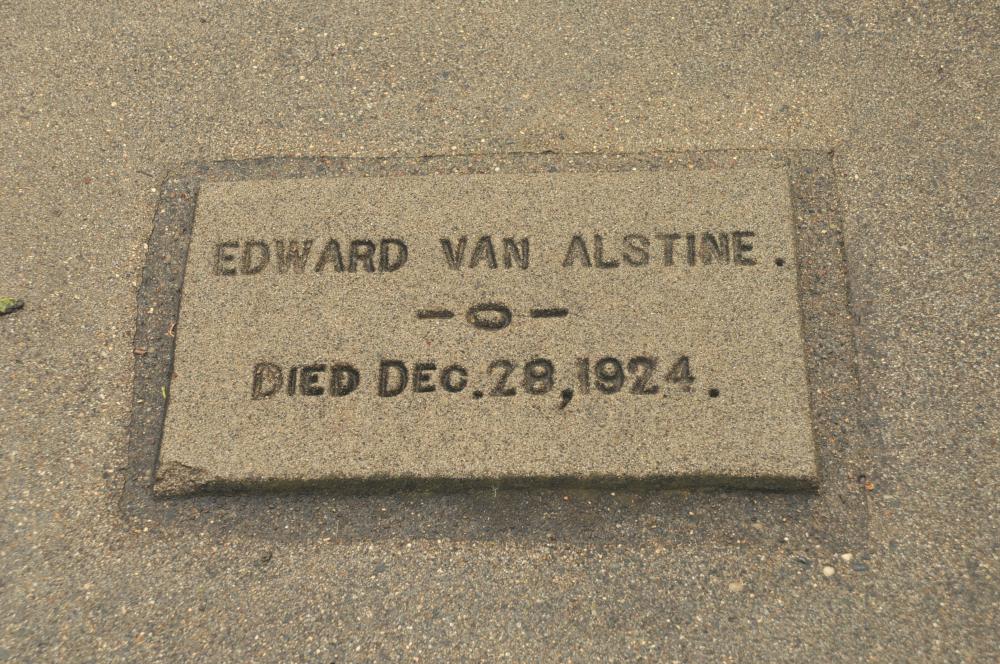 EDWARD VAN ALSTINE.
-O-
DIED DEC. 28, 1924.